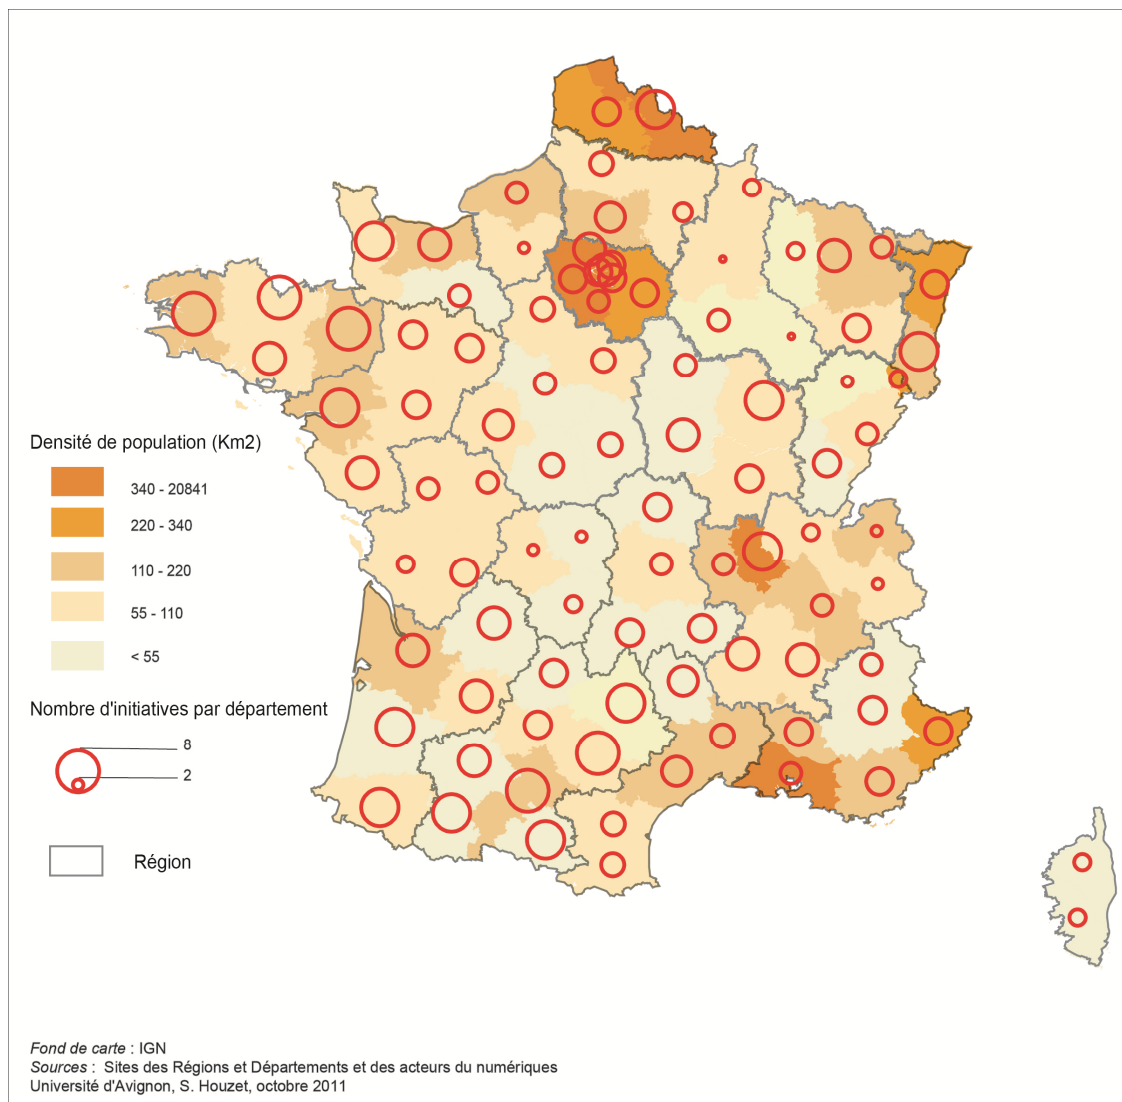 Densité de population (Km2)
340 - 20841
220 - 340
110 - 220
55 - 110
< 55
Nombre d'initiatives par département
8
2
Région
Fond de carte : IGN
Sources : Sites des Régions et Départements et des acteurs du numériques
Université d'Avignon, S. Houzet, octobre 2011